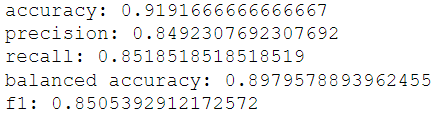 accuracy: 0.9191666666666667
precision: 0.8492307692307692
recall: 0.8518518518518519
balanced accuracy: 0.8979578893962455
f1: 0.8505392912172572